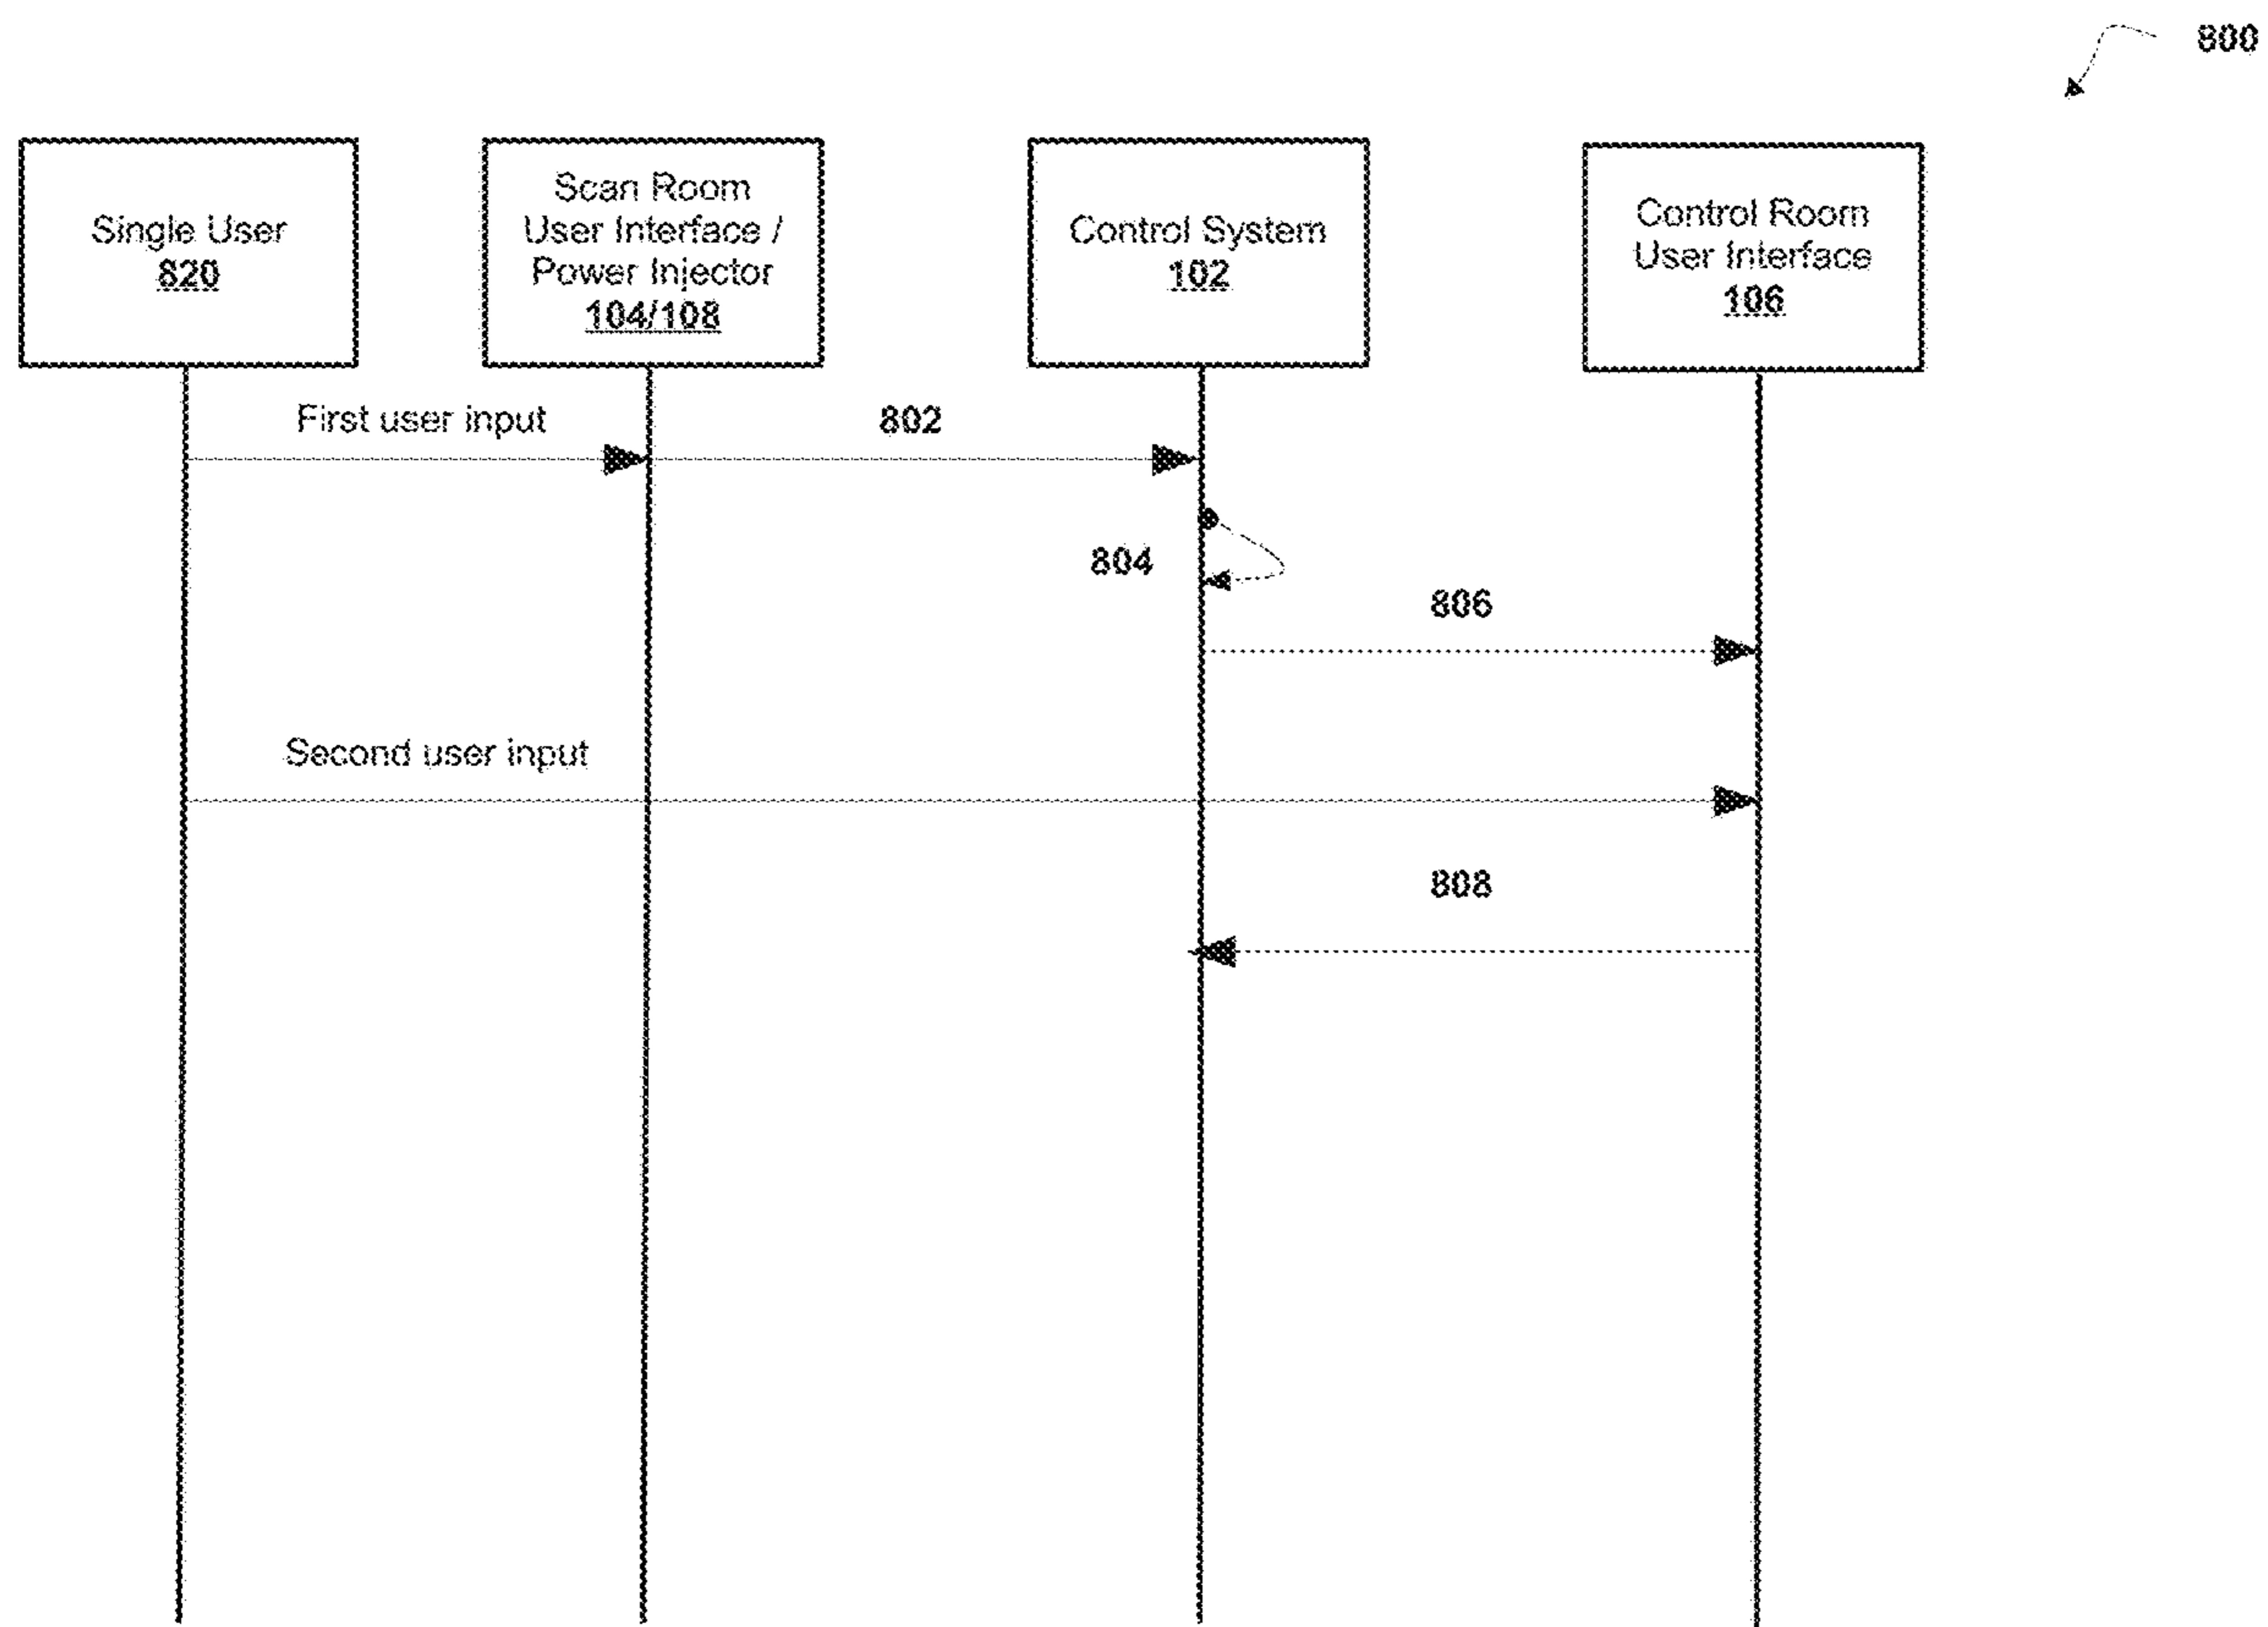 800
Single User
820
Scan Room
User Interface /
Power Injector
104/108
Control System
102
Control Room
User Interface
106
First user input
802
804
806
Second user input
808